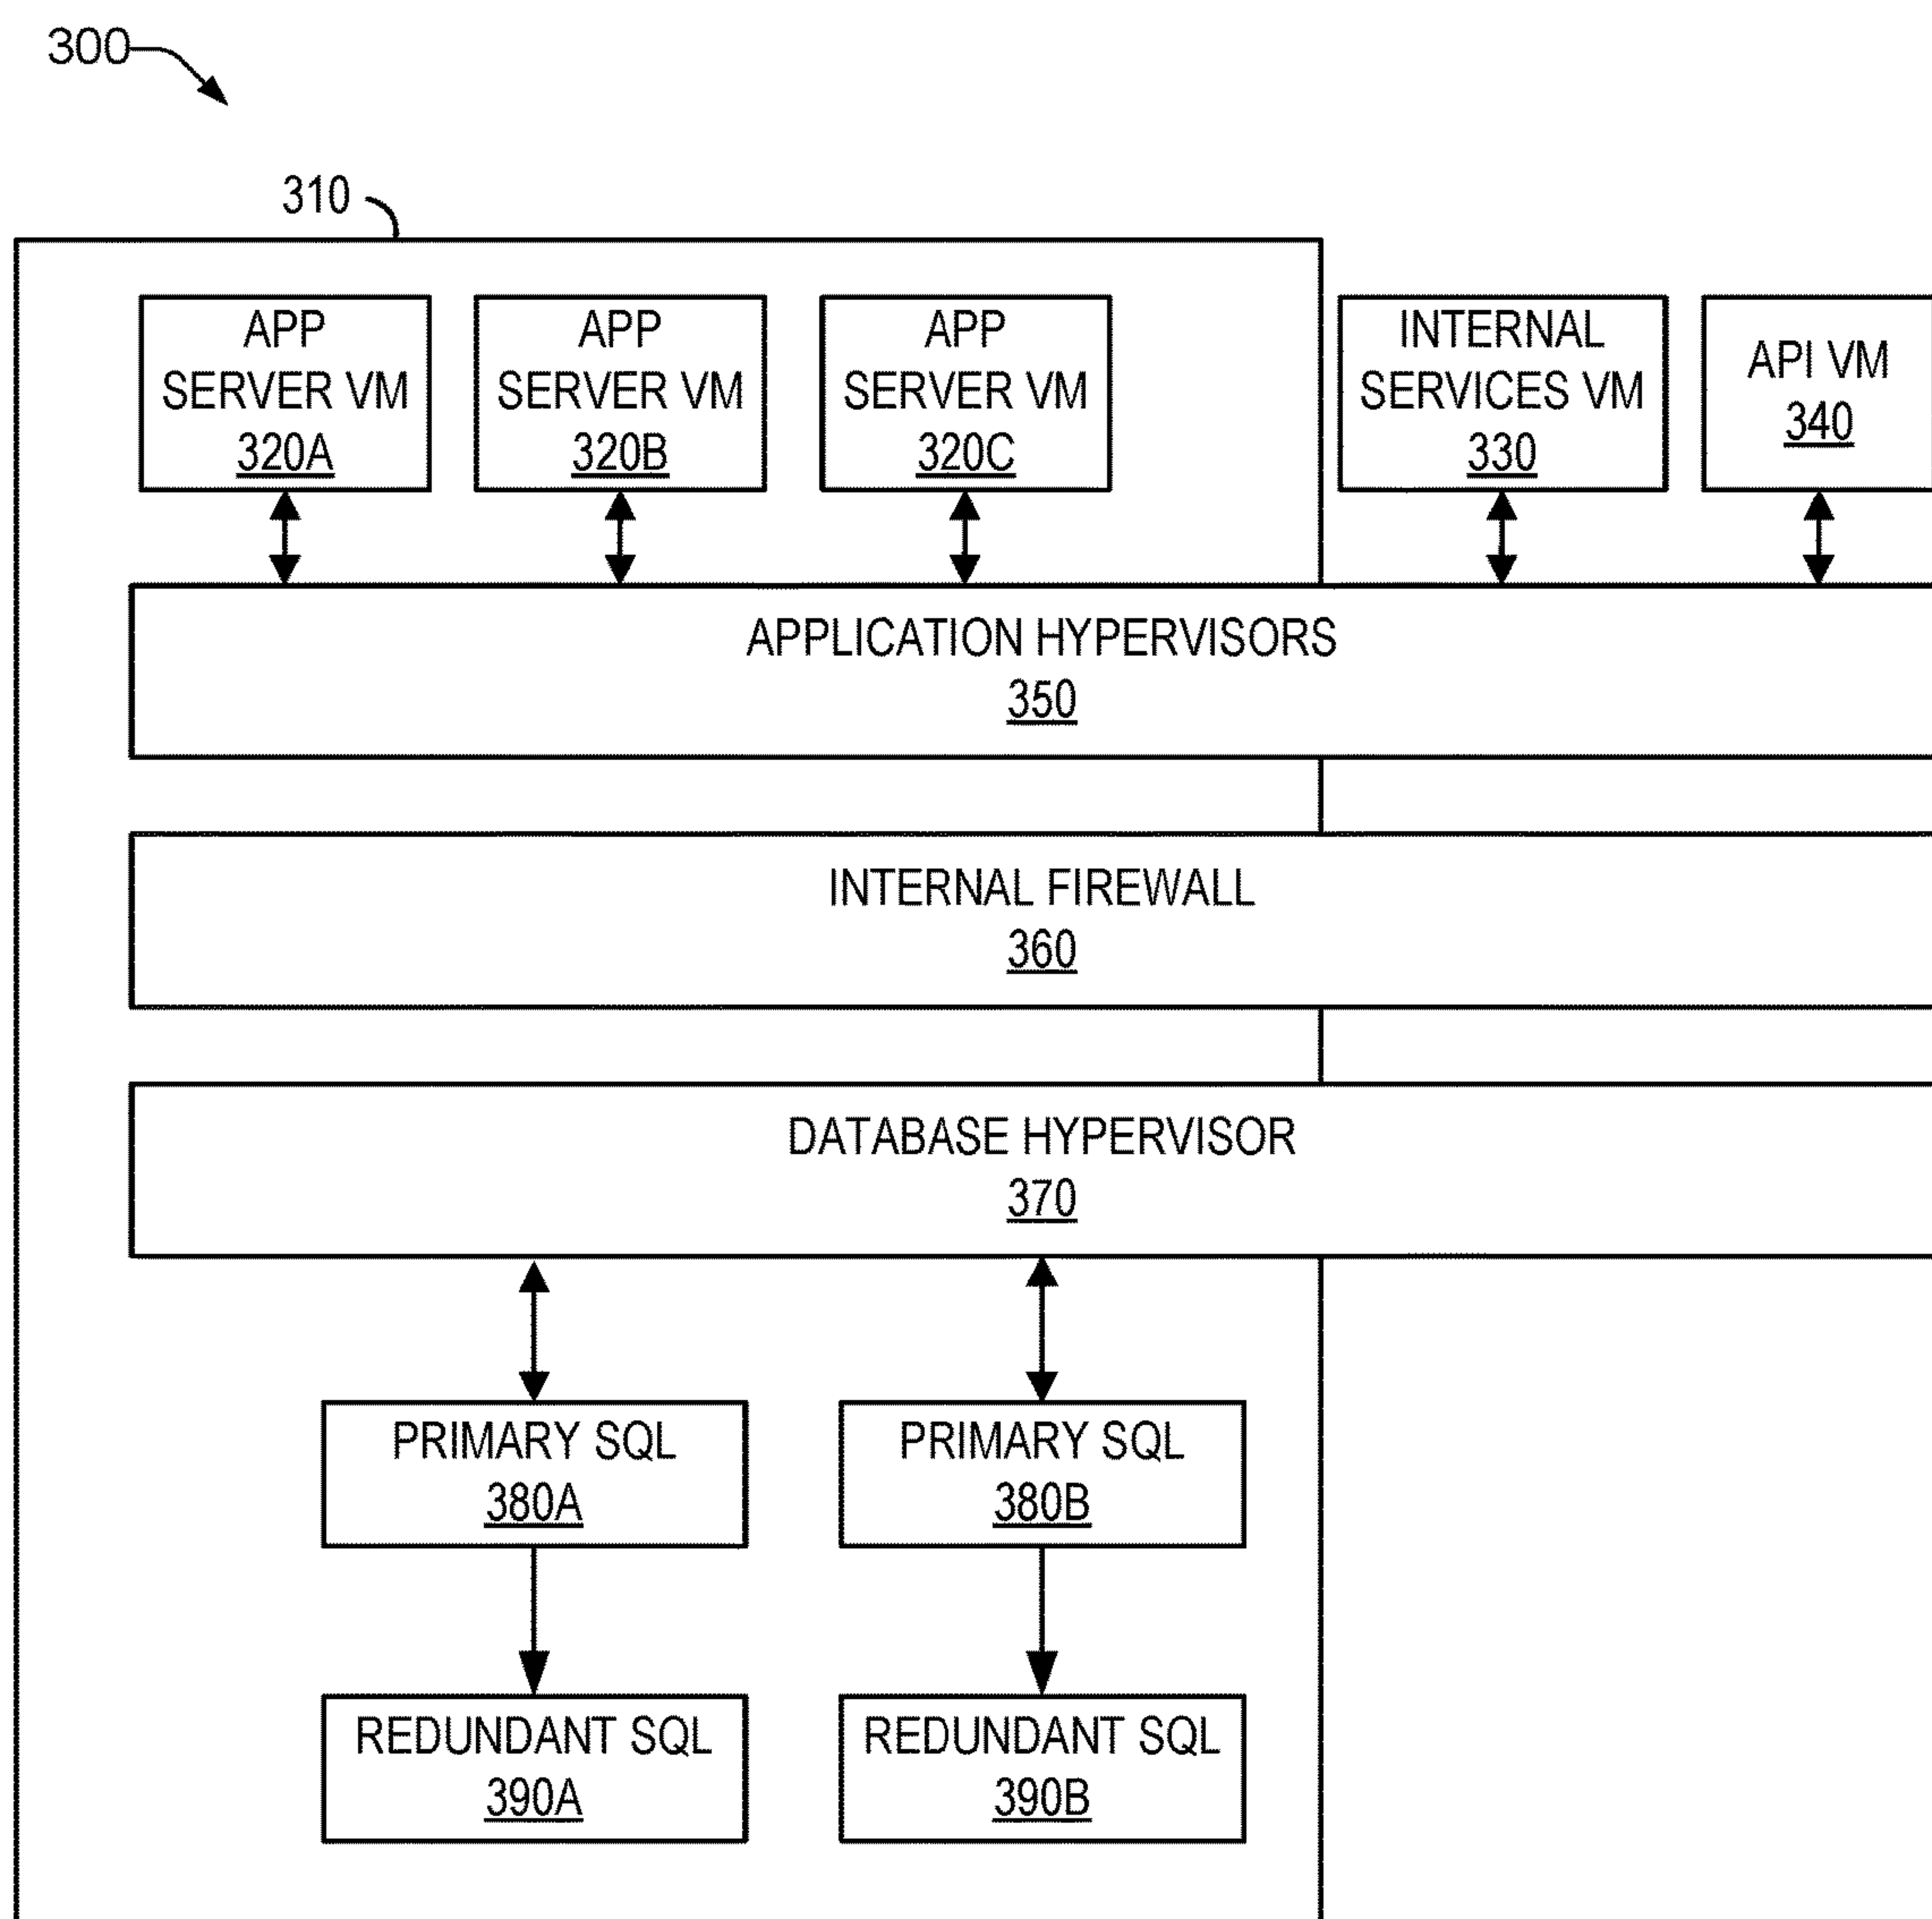 300
310
APP
SERVER VM
320A
APP
SERVER VM
320B
APP
SERVER VM
320C
INTERNAL
SERVICES VM
330
API VM
340
APPLICATION HYPERVISORS
350
INTERNAL FIREWALL
360
DATABASE HYPERVISOR
370
PRIMARY SQL
380A
PRIMARY SQL
380B
REDUNDANT SQL
390A
REDUNDANT SQL
390B